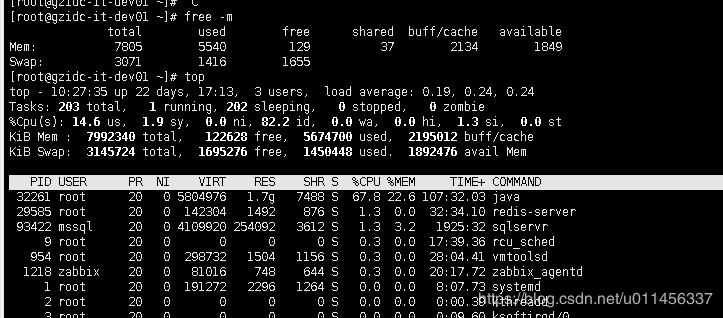 [root@gzidc-it-dev01 ~]# ^C
[root@gzidc-it-dev01 ~]# free -m
total used free shared buff/cache available
Mem: 7805 5540 129 37 2134 1849
Swap: 3071 1416 1655
[root@gzidc-it-dev01 ~]# top
top - 10:27:35 up 22 days, 17:13, 3 users, load average: 0.19, 0.24, 0.24
Tasks: 203 total, 1 running, 202 sleeping, 0 stopped, 0 zombie
%Cpu(s): 14.6 us, 1.9 sy, 0.0 ni, 82.2 id, 0.0 wa, 0.0 hi, 1.3 si, 0.0 st
KiB Mem : 7992340 total, 122628 free, 5674700 used, 2195012 buff/cache
KiB Swap: 3145724 total, 1695276 free, 1450448 used. 1892476 avail Mem
PID USER PR NI VIRT RES SHR S %CPU %MEM TIME+ COMMAND
32261 root 20 0 5804976 1.7g 7488 S 67.8 22.6 107:32.03 java
29585 root 20 0 142304 1492 876 S 1.3 0.0 32:34.10 redis-server
93422 mssql 20 0 4109920 254092 3612 S 1.3 3.2 1925:32 sqlservr
9 root 20 0 0 0 0 S 0.3 0.0 17:39.36 rcu_sched
954 root 20 0 298732 1504 1156 S 0.3 0.0 28:04.41 vmtoolsd
1218 zabbix 20 0 81016 748 644 S 0.3 0.0 20:17.72 zabbix_agentd
1 root 20 0 191272 2296 1264 S 0.0 0.0 8:07.73 systemd
2 root 20 0 0 0 0 S 0.0 0.0 kthreadd
3 root 20 0 0 0 0 S 0.0 0.0 0:09.60 ksoftirqd/0
https://blog.csdn.net/u011456337